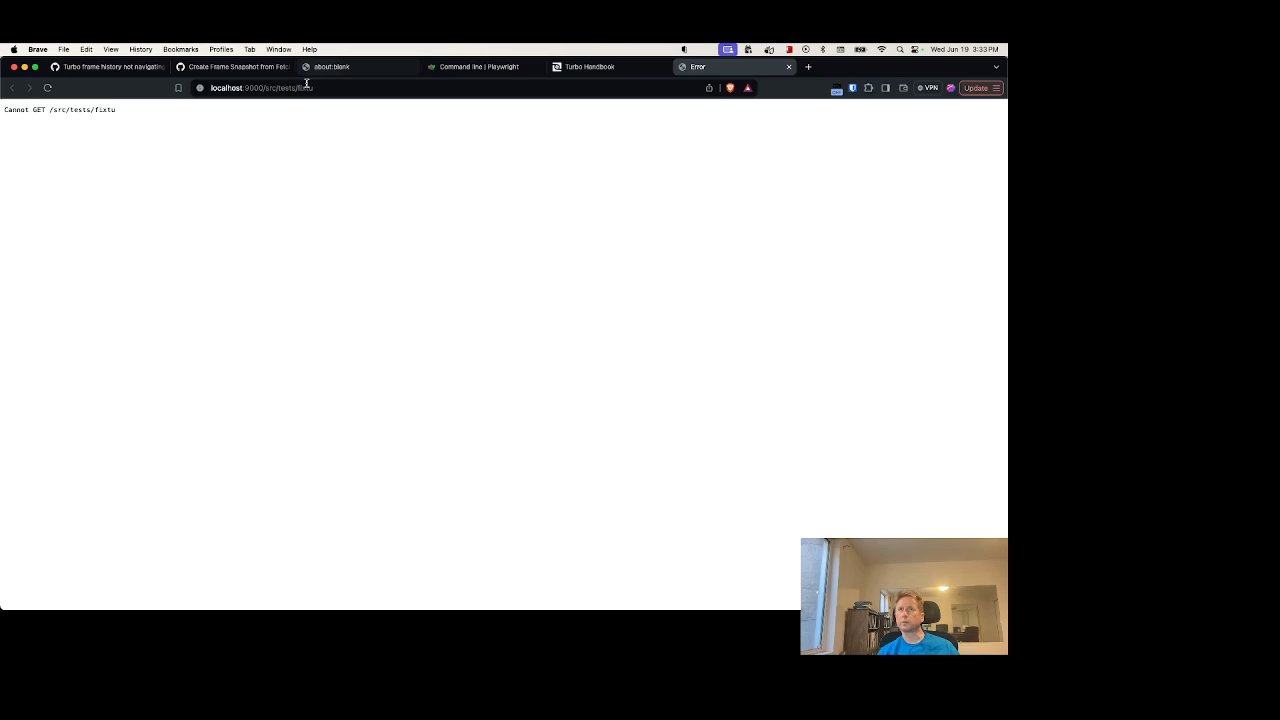 Brave File Edit View History Bookmarks Profiles Tab Window Help Wed Jun 19 3:33 PM
Turbo frame history not navigating Create Frame Snapshot from Fetc about:blank Command line | Playwright Turbo Handbook Error
localhost:9000/src/tests/fixtu VPN Update
Cannot GET /src/tests/fixtu